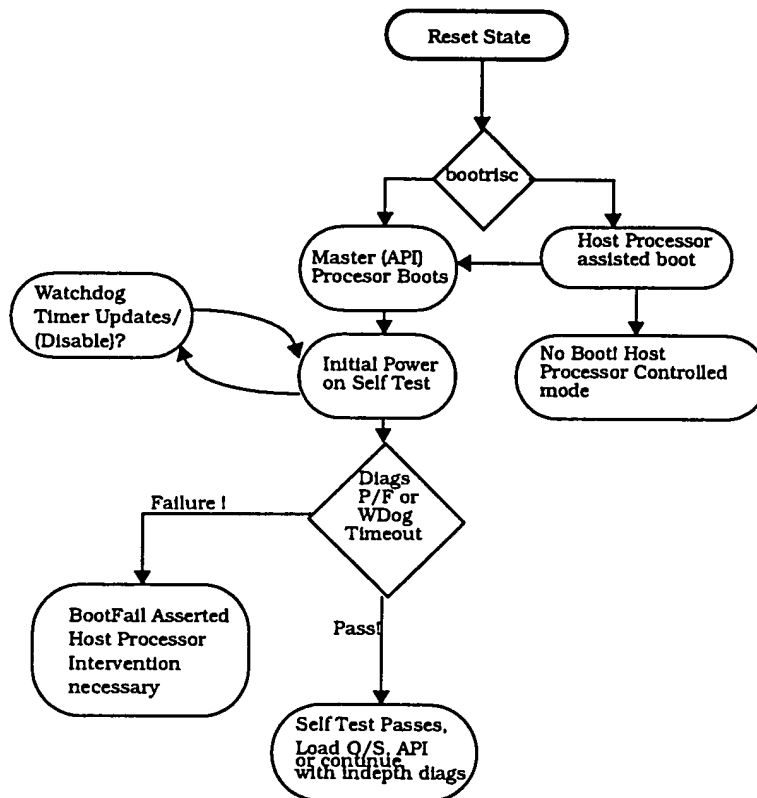 Reset State
bootrisc
Master (API)
Procesor Boots
Host Processor
assisted boot
Watchdog
Timer Updates/
(Disable)?
Initial Power
on Self Test
No Boot! Host
Processor Controlled
mode
Diags
P/F or
WDog
Timeout
Failure !
BootFail Asserted
Host Processor
Intervention
necessary
Pass!
Self Test Passes,
Load O/S, API
or continue
with indepth diags